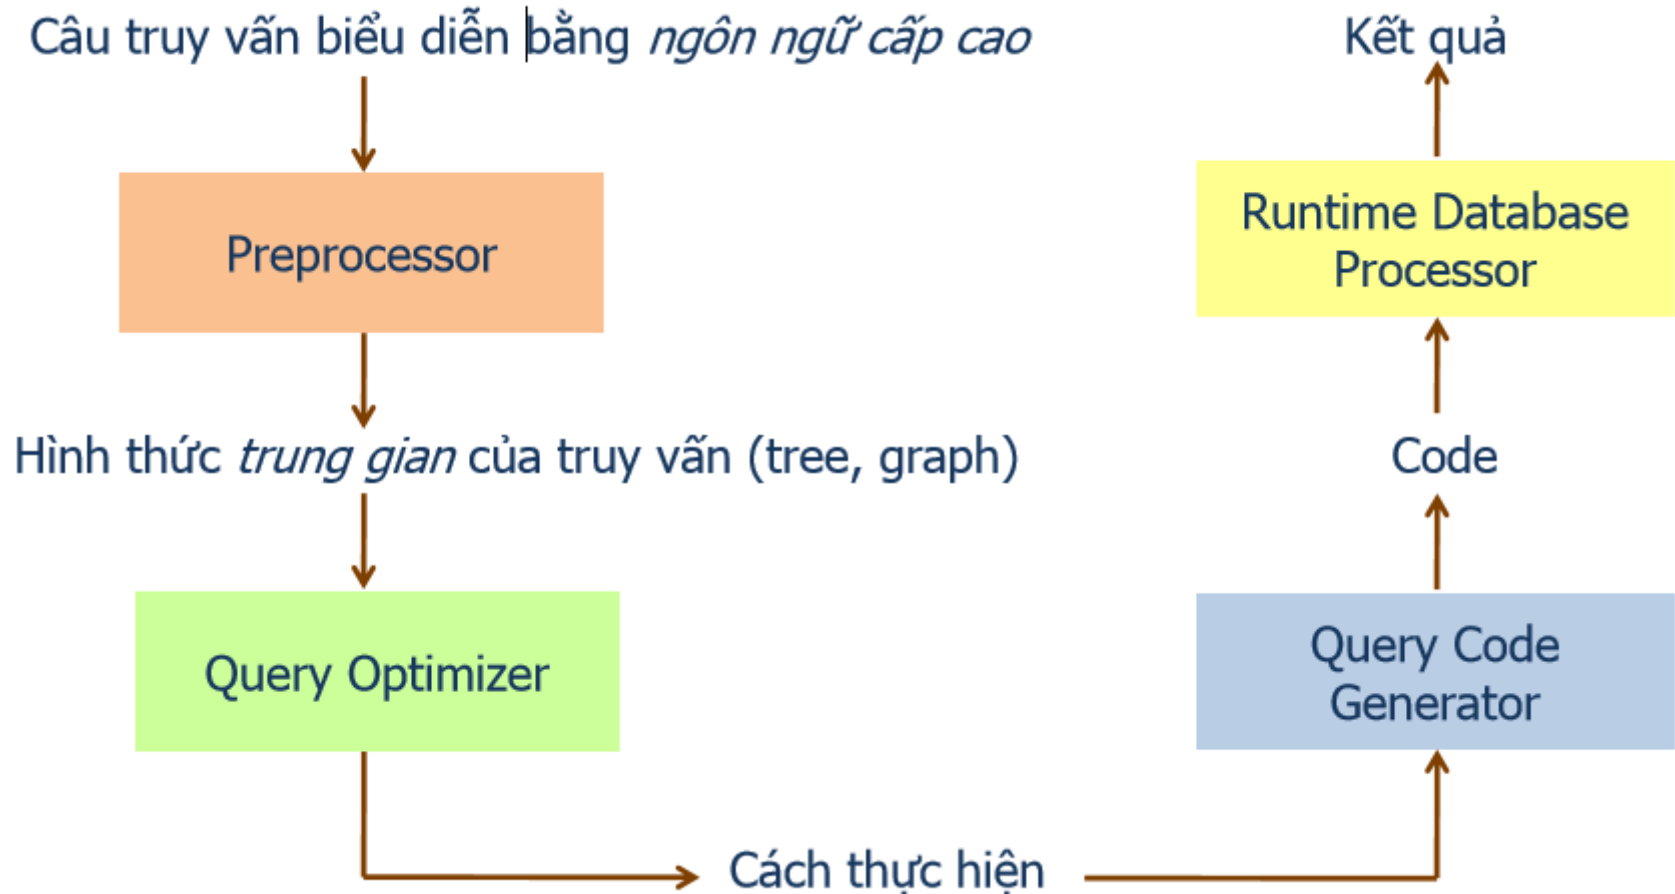 Câu truy vấn biểu diễn bằng ngôn ngữ cấp cao
Preprocessor
Hình thức trung gian của truy vấn (tree, graph)
Query Optimizer
Cách thực hiện
Query Code
Generator
Code
Runtime Database
Processor
Kết quả